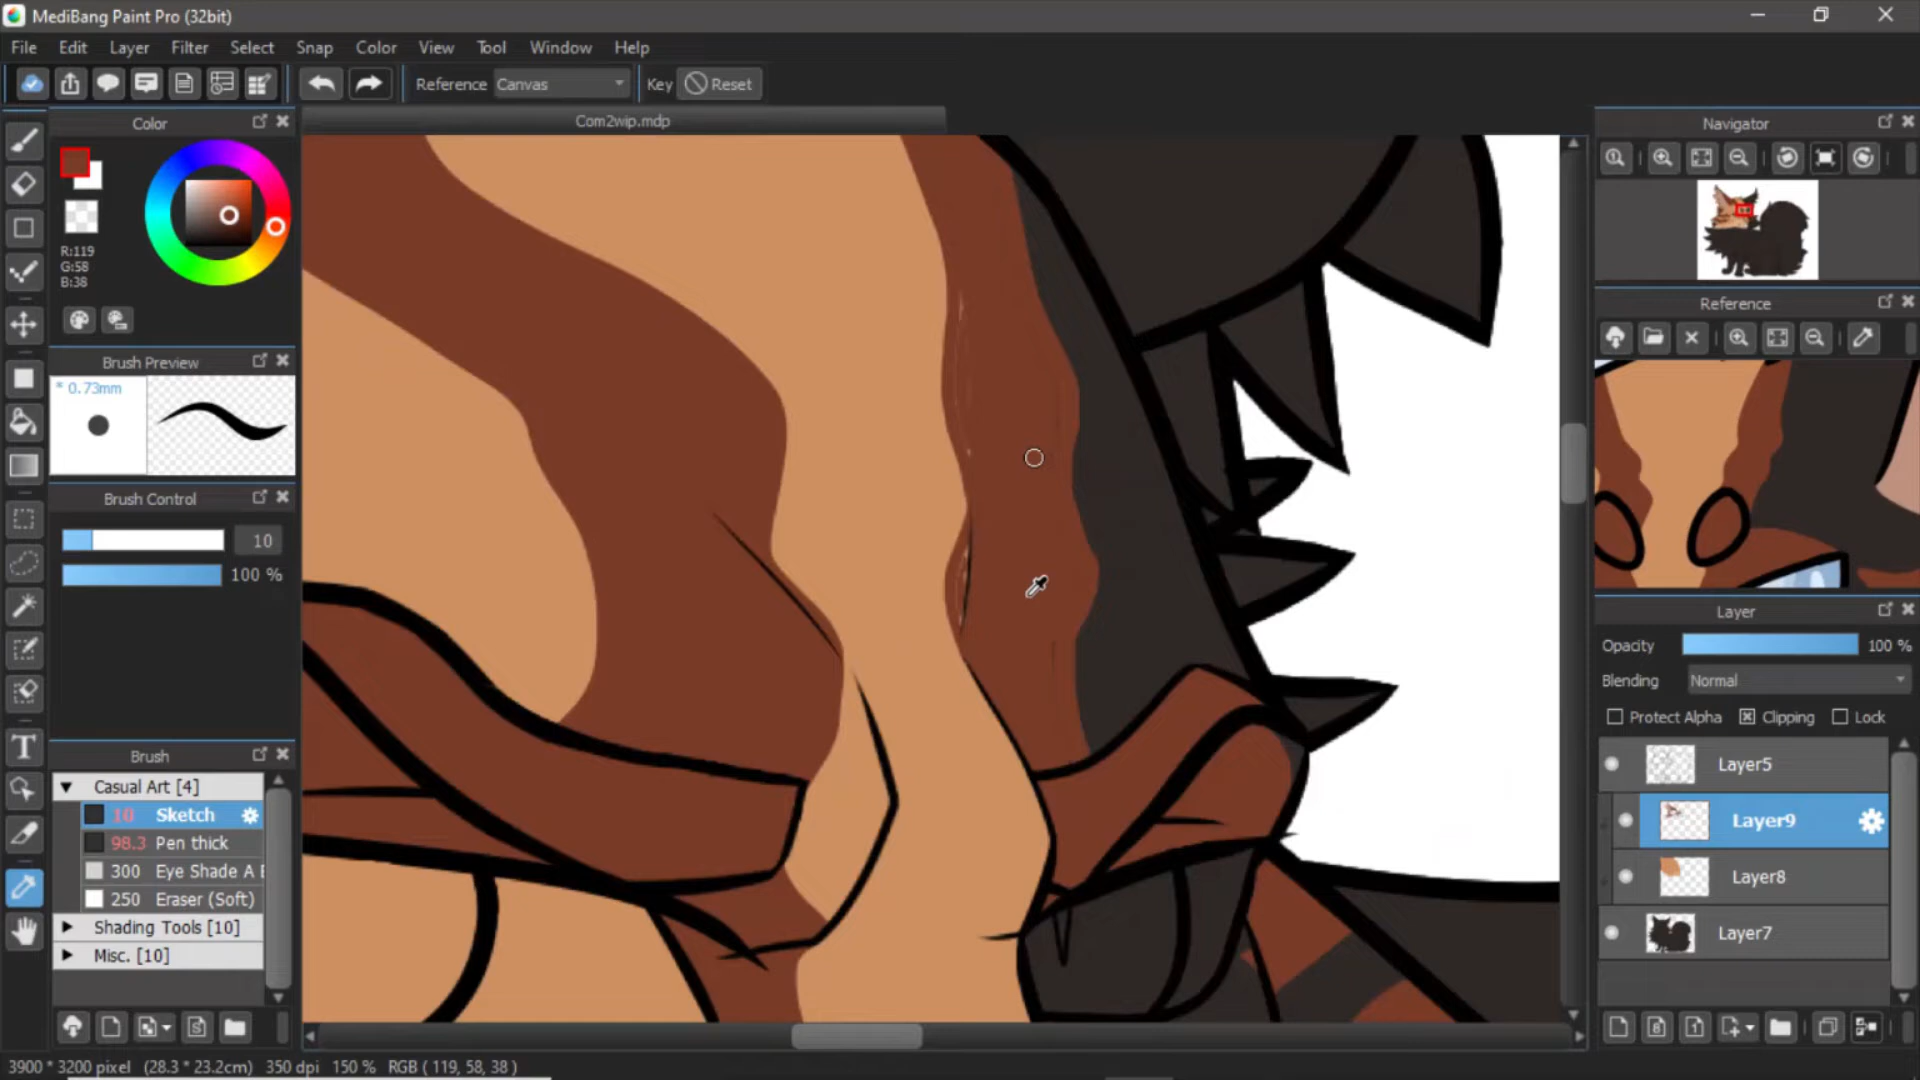 MediBang Paint Pro (32bit)
File Edit Layer Filter Select Snap Color View Tool Window Help
Reference Canvas Key Reset
Color
Com2wip.mdp
Navigator
R:119
G:58
B:38
Reference
Brush Preview
* 0.73mm
Brush Control
10
100 %
Layer
Opacity 100 %
Blending Normal
Protect Alpha Clipping Lock
Brush
Casual Art [4]
10 Sketch
98.3 Pen thick
300 Eye Shade A
250 Eraser (Soft)
Shading Tools [10]
Misc. [10]
Layer5
Layer9
Layer8
Layer7
3900 * 3200 pixel (28.3 * 23.2cm) 350 dpi 150 % RGB ( 119, 58, 38 )